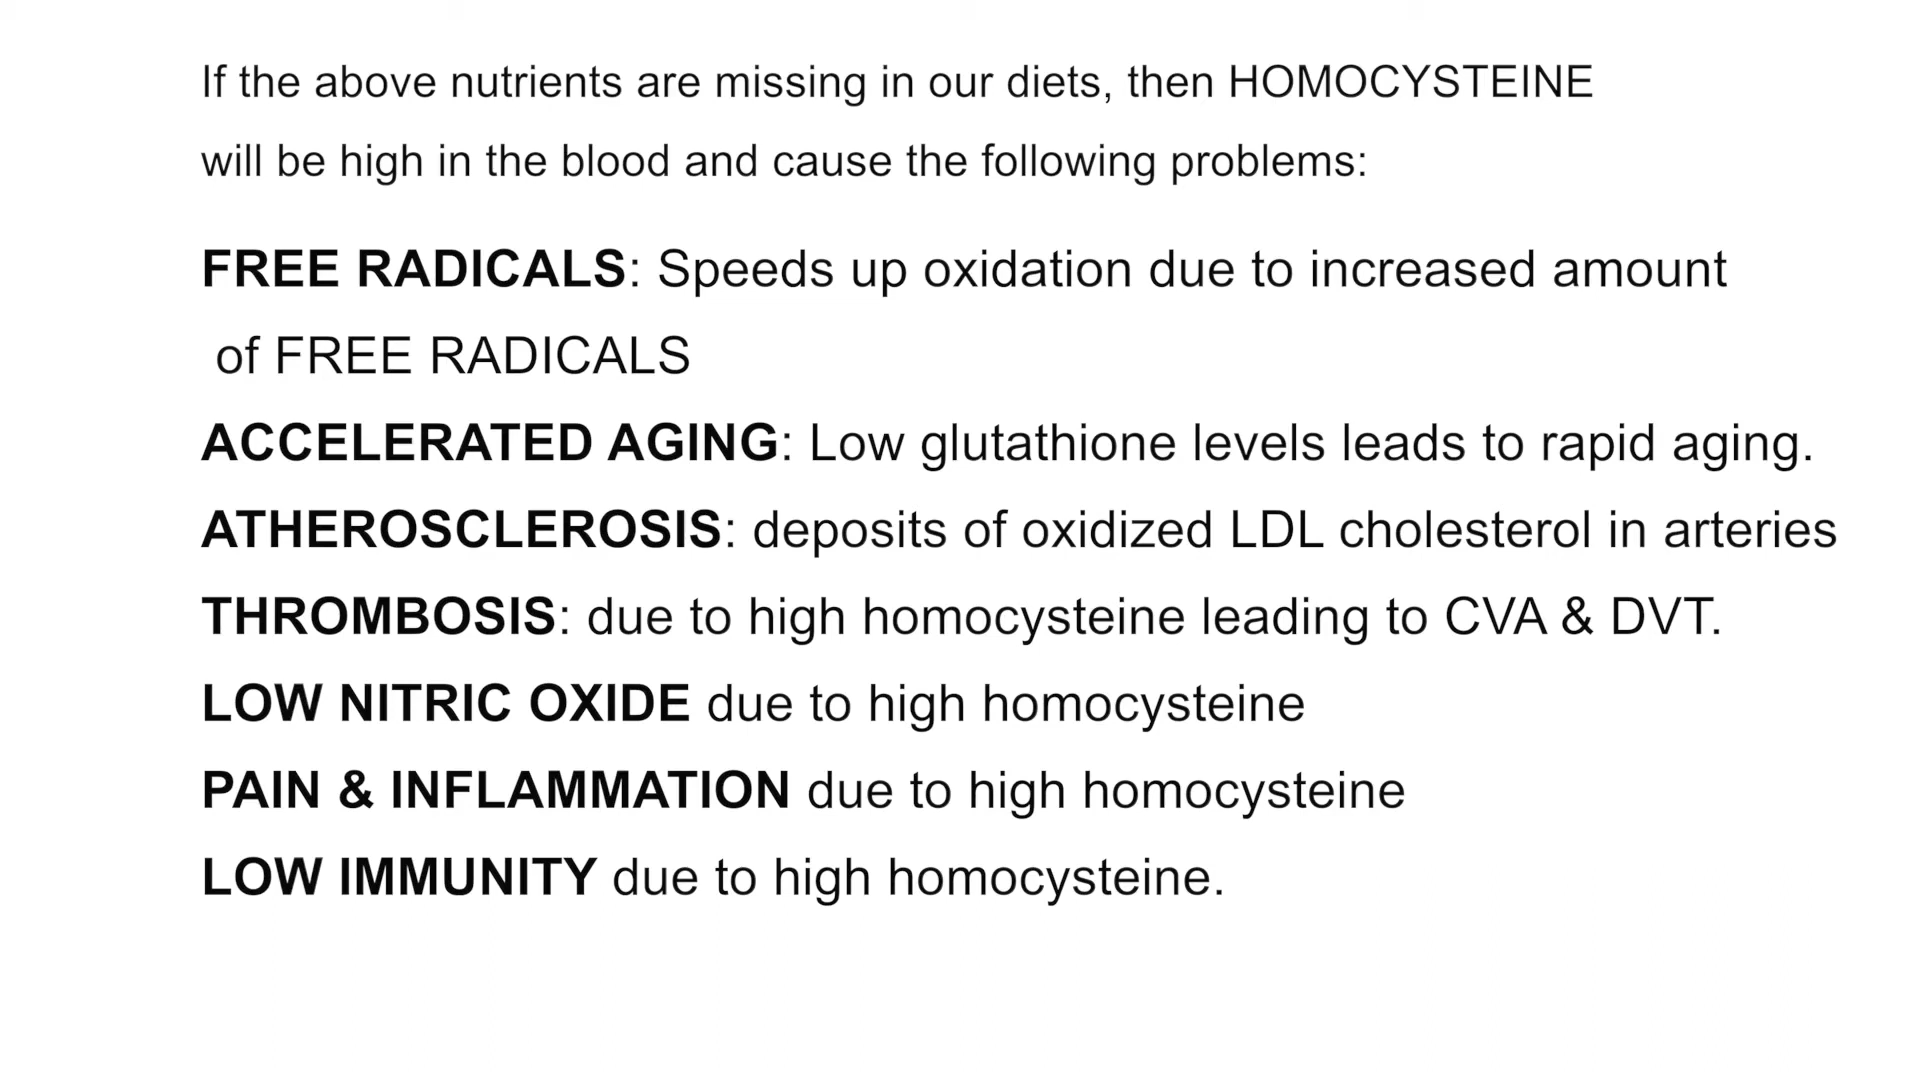 If the above nutrients are missing in our diets, then HOMOCYSTEINE
will be high in the blood and cause the following problems:
FREE RADICALS: Speeds up oxidation due to increased amount
of FREE RADICALS
ACCELERATED AGING: Low glutathione levels leads to rapid aging.
ATHEROSCLEROSIS: deposits of oxidized LDL cholesterol in arteries
THROMBOSIS: due to high homocysteine leading to CVA & DVT.
LOW NITRIC OXIDE due to high homocysteine
PAIN & INFLAMMATION due to high homocysteine
LOW IMMUNITY due to high homocysteine.